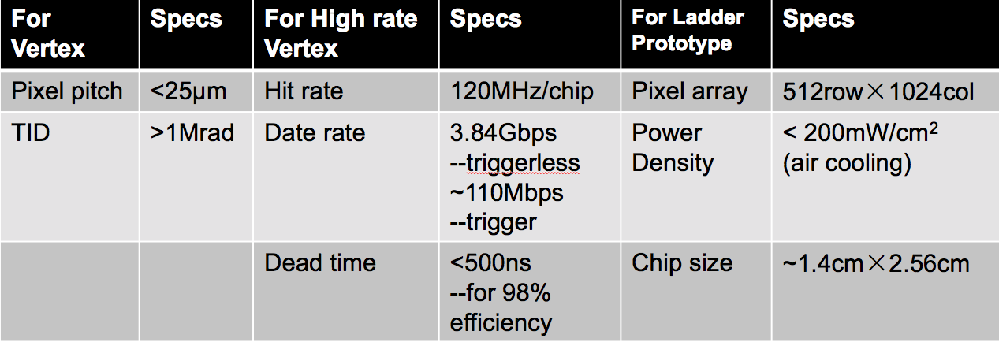 For Vertex
Specs
For High rate Vertex
Specs
For Ladder Prototype
Specs
Pixel pitch
<25μm
Hit rate
120MHz/chip
Pixel array
512row×1024col
TID
>1Mrad
Date rate
3.84Gbps
--triggerless
~110Mbps
--trigger
Power
Density
< 200mW/cm²
(air cooling)
Dead time
<500ns
--for 98%
efficiency
Chip size
~1.4cm×2.56cm